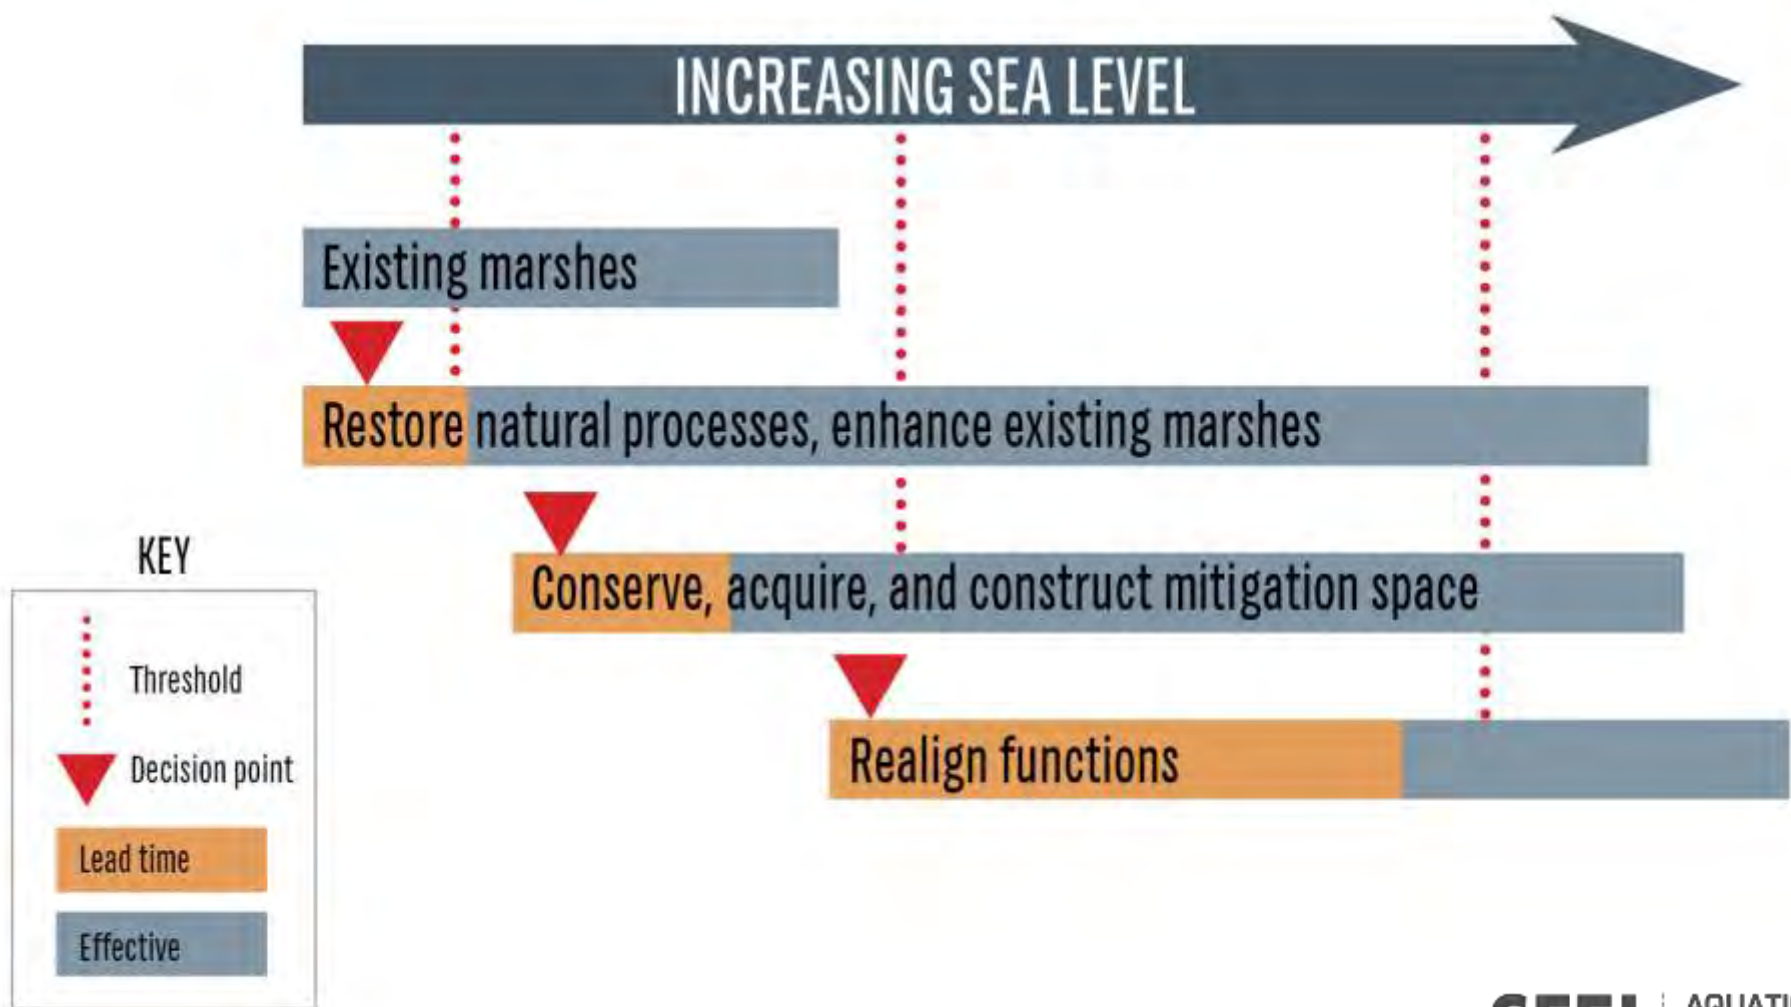 INCREASING SEA LEVEL
Existing marshes
Restore natural processes, enhance existing marshes
Conserve, acquire, and construct mitigation space
Realign functions
KEY
Threshold
Decision point
Lead time
Effective